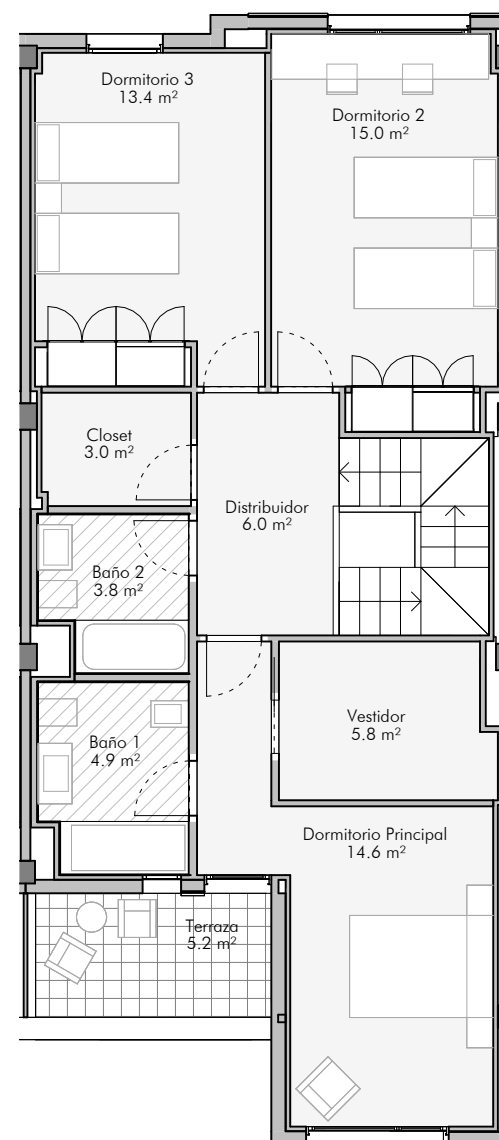 Dormitorio 3
13.4 m²
Dormitorio 2
15.0 m²
Closet
3.0 m²
Distribuidor
6.0 m²
Baño 2
3.8 m²
Vestidor
5.8 m²
Baño 1
4.9 m²
Dormitorio Principal
14.6 m²
Terraza
5.2 m²